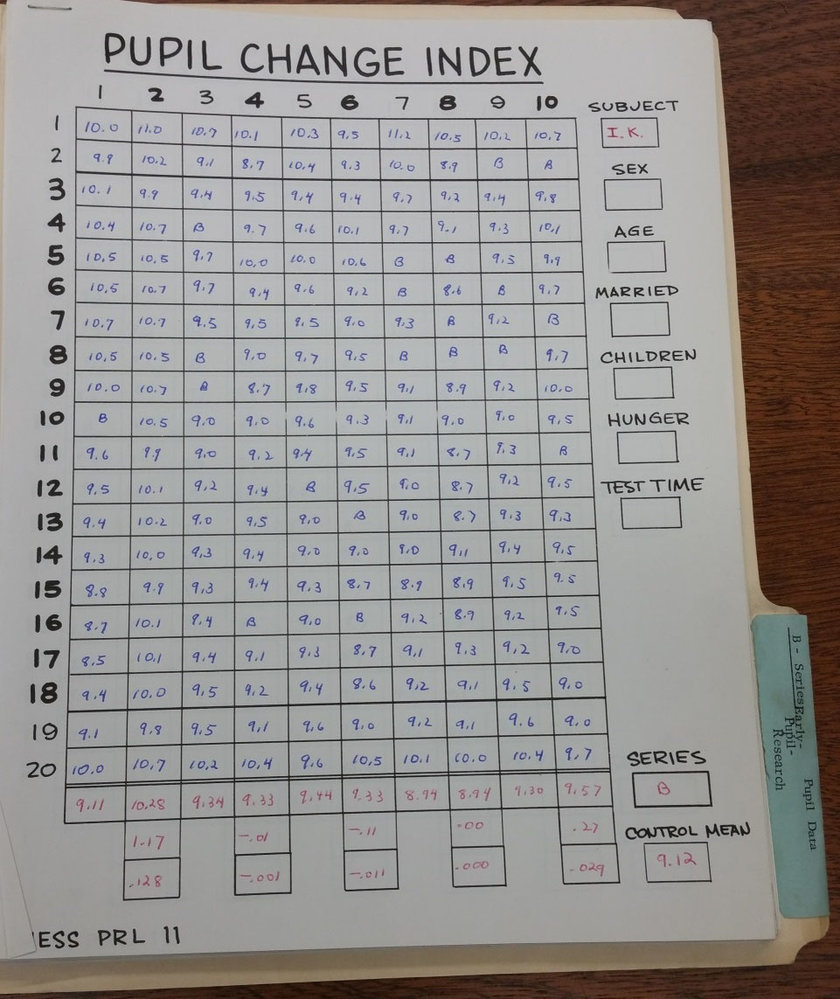 PUPIL CHANGE INDEX
1 2 3 4 5 6 7 8 9 10
SUBJECT
1 10.0 11.0 10.7 10.1 10.3 9.5 11.2 10.5 10.2 10.7
I.K.
2 9.9 10.2 9.1 8.7 10.4 9.3 10.0 8.9 B B
SEX
3 10.1 9.9 9.4 9.5 9.4 9.4 9.7 9.2 9.4 9.8
4 10.4 10.7 B 9.7 9.6 10.1 9.7 9.1 9.3 10.1
AGE
5 10.5 10.5 9.7 10.0 10.0 10.6 B B 9.5 9.9
6 10.5 10.7 9.7 9.4 9.6 9.2 B 8.6 B 9.7
MARRIED
7 10.7 10.7 9.5 9.5 9.5 9.0 9.3 B 9.2 B
8 10.5 10.5 B 9.0 9.7 9.5 B B B 9.7
CHILDREN
9 10.0 10.7 B 8.7 9.8 9.5 9.1 8.9 9.2 10.0
10 B 10.5 9.0 9.0 9.6 9.3 9.1 9.0 9.0 9.5
HUNGER
11 9.6 9.9 9.0 9.2 9.4 9.5 9.1 8.7 9.3 B
12 9.5 10.1 9.2 9.4 B 9.5 9.0 8.7 9.2 9.5
TEST TIME
13 9.4 10.2 9.0 9.5 9.0 B 9.0 8.7 9.3 9.3
14 9.3 10.0 9.3 9.4 9.0 9.0 9.0 9.1 9.4 9.5
15 8.8 9.9 9.3 9.4 9.3 8.7 8.9 8.9 9.5 9.5
16 8.7 10.1 9.4 B 9.0 B 9.2 8.9 9.2 9.5
17 8.5 10.1 9.4 9.1 9.3 8.7 9.1 9.3 9.2 9.0
18 9.4 10.0 9.5 9.2 9.4 8.6 9.2 9.1 9.5 9.0
19 9.1 9.8 9.5 9.1 9.6 9.0 9.2 9.1 9.6 9.0
20 10.0 10.7 10.2 10.4 9.6 10.5 10.1 10.0 10.4 9.7
SERIES
9.11 10.28 9.34 9.33 9.44 9.33 8.94 8.94 9.30 9.57
B
1.17 -.01 -.11 .00 .27
CONTROL MEAN
.128 -.001 -.011 .000 .029
9.12
ESS PRL 11
B - Series
Early-
Pupil-
Research
Pupil Data